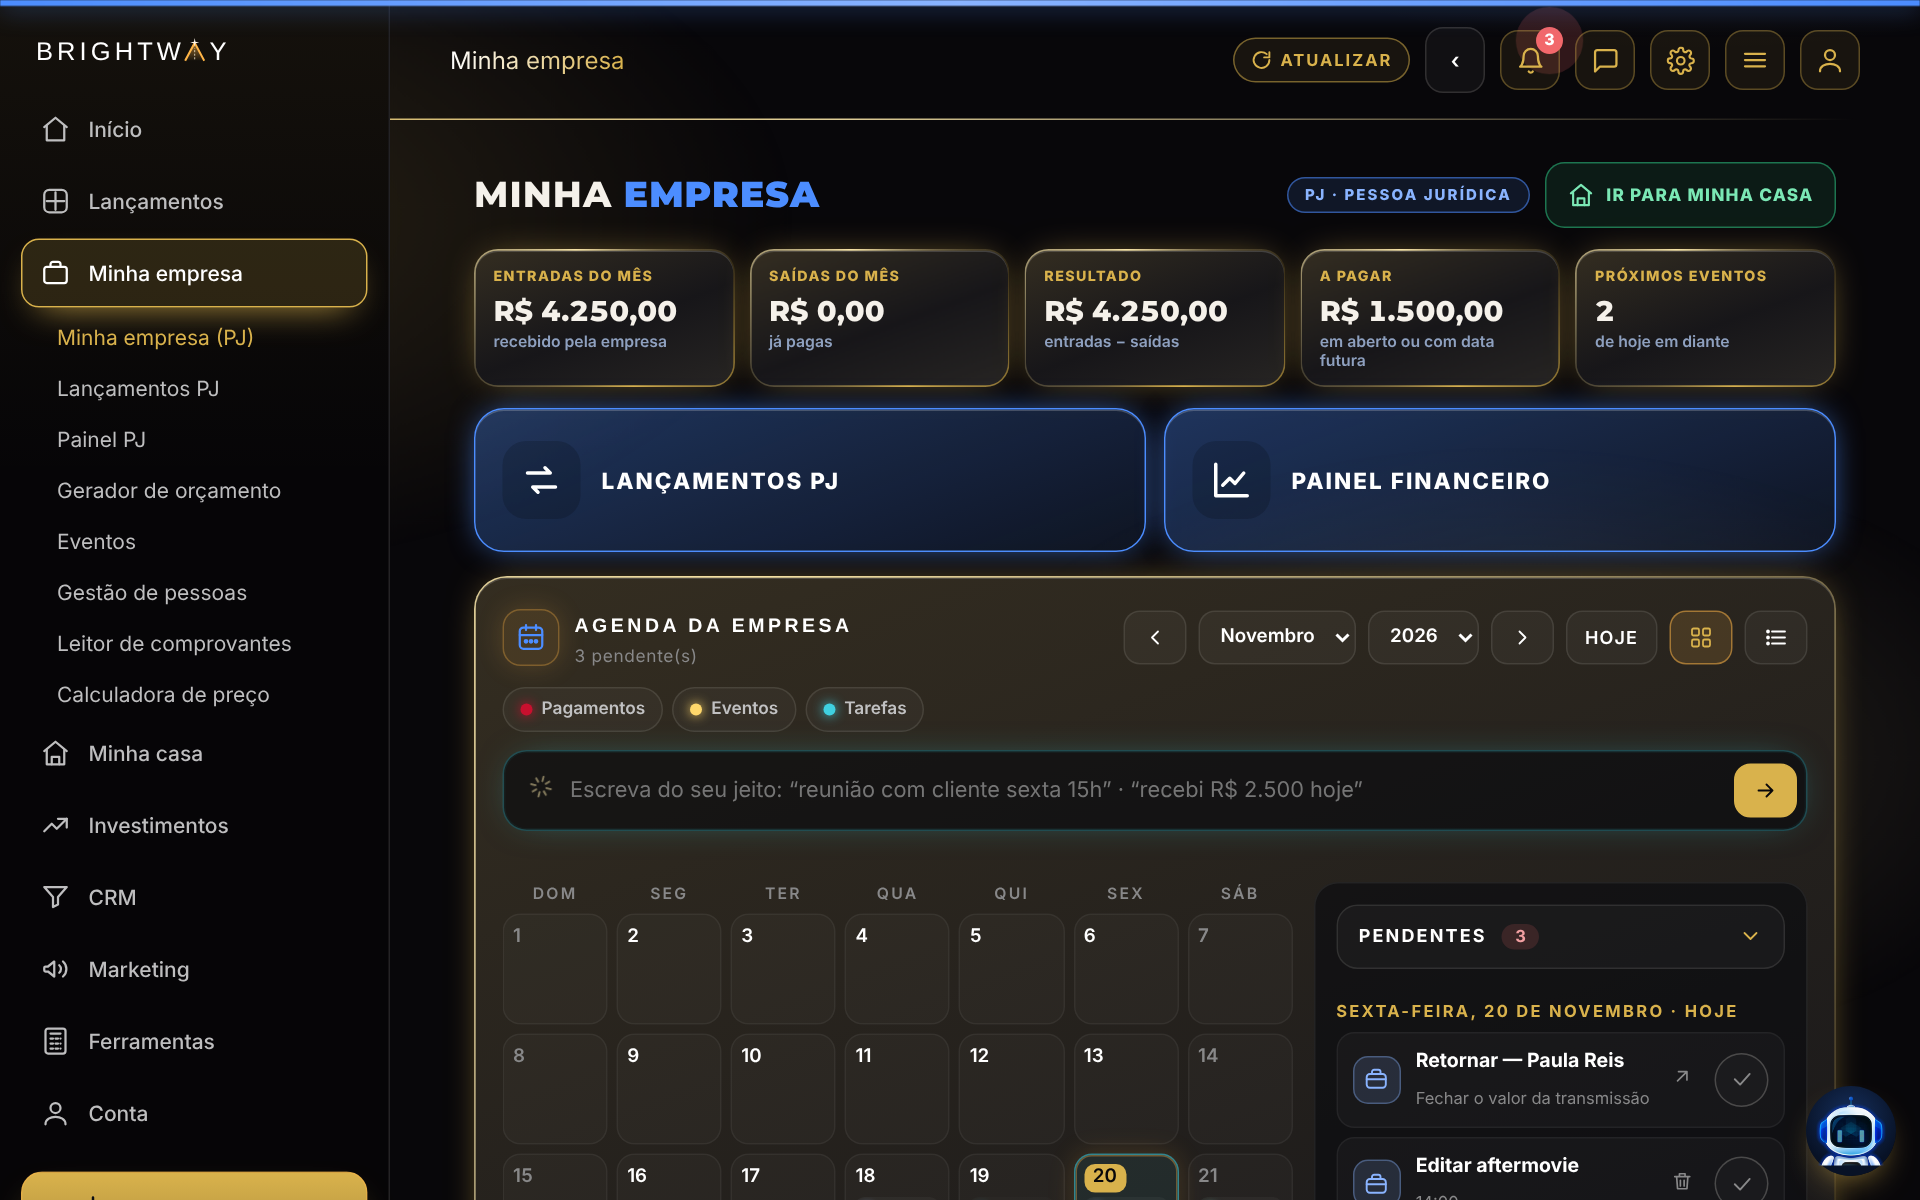 BRIGHTWAY
Início
Lançamentos
Minha empresa
Minha empresa (PJ)
Lançamentos PJ
Painel PJ
Gerador de orçamento
Eventos
Gestão de pessoas
Leitor de comprovantes
Calculadora de preço
Minha casa
Investimentos
CRM
Marketing
Ferramentas
Conta
Minha empresa
ATUALIZAR
3
MINHA EMPRESA
PJ · PESSOA JURÍDICA
IR PARA MINHA CASA
ENTRADAS DO MÊS
R$ 4.250,00
recebido pela empresa
SAÍDAS DO MÊS
R$ 0,00
já pagas
RESULTADO
R$ 4.250,00
entradas – saídas
A PAGAR
R$ 1.500,00
em aberto ou com data
futura
PRÓXIMOS EVENTOS
2
de hoje em diante
LANÇAMENTOS PJ
PAINEL FINANCEIRO
AGENDA DA EMPRESA
3 pendente(s)
Novembro
2026
HOJE
Pagamentos
Eventos
Tarefas
Escreva do seu jeito: “reunião com cliente sexta 15h” · “recebi R$ 2.500 hoje”
DOM SEG TER QUA QUI SEX SÁB
1 2 3 4 5 6 7
8 9 10 11 12 13 14
15 16 17 18 19 20 21
PENDENTES 3
SEXTA-FEIRA, 20 DE NOVEMBRO · HOJE
Retornar — Paula Reis
Fechar o valor da transmissão
Editar aftermovie